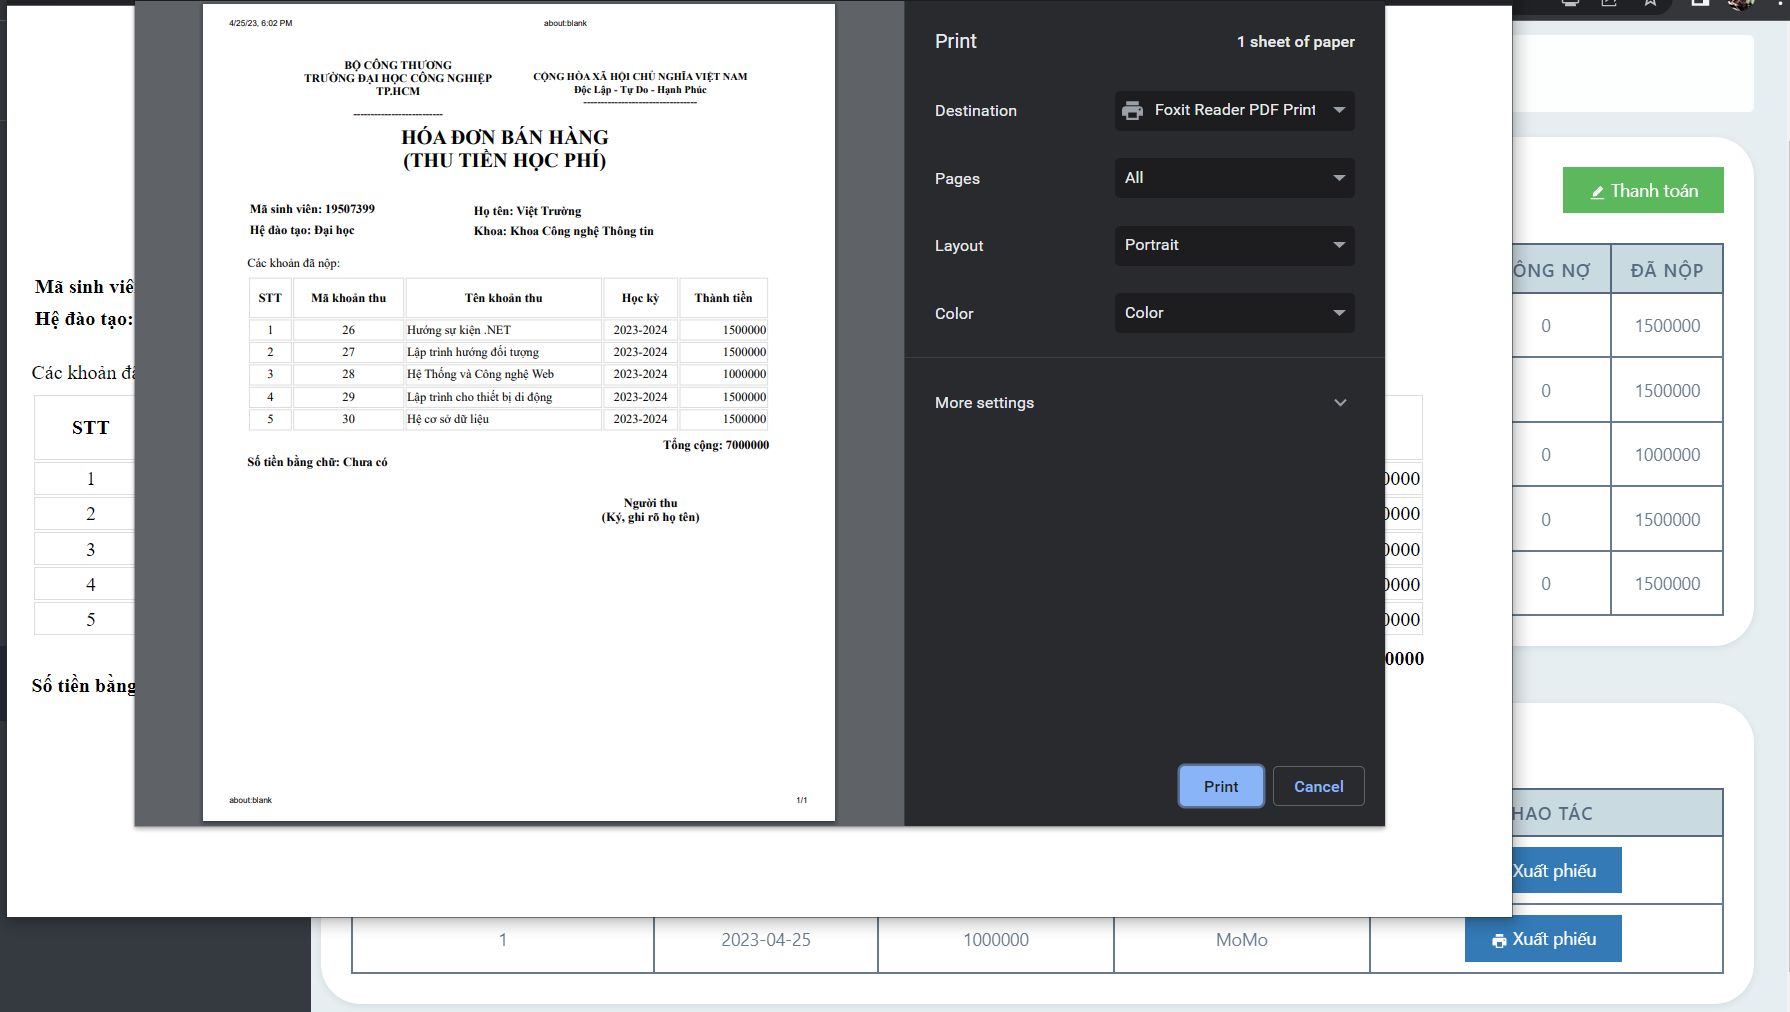 4/25/23, 6:02 PM
about:blank
BỘ CÔNG THƯƠNG
TRƯỜNG ĐẠI HỌC CÔNG NGHIỆP
TP.HCM
--------------------------
CỘNG HÒA XÃ HỘI CHỦ NGHĨA VIỆT NAM
Độc Lập - Tự Do - Hạnh Phúc
---------------------------------
HÓA ĐƠN BÁN HÀNG
(THU TIỀN HỌC PHÍ)
Mã sinh viên: 19507399
Họ tên: Việt Trường
Hệ đào tạo: Đại học
Khoa: Khoa Công nghệ Thông tin
Các khoản đã nộp:
STT Mã khoản thu Tên khoản thu Học kỳ Thành tiền
1 26 Hướng sự kiện .NET 2023-2024 1500000
2 27 Lập trình hướng đối tượng 2023-2024 1500000
3 28 Hệ Thống và Công nghệ Web 2023-2024 1000000
4 29 Lập trình cho thiết bị di động 2023-2024 1500000
5 30 Hệ cơ sở dữ liệu 2023-2024 1500000
Tổng cộng: 7000000
Số tiền bằng chữ: Chưa có
Người thu
(Ký, ghi rõ họ tên)
about:blank
1/1
Print
1 sheet of paper
Destination
Foxit Reader PDF Print
Pages
All
Layout
Portrait
Color
Color
More settings
Print
Cancel
Mã sinh viê
Hệ đào tạo:
Các khoản đã
STT
1
2
3
4
5
Số tiền bằng
0000
0000
0000
0000
0000
0000
Thanh toán
ÔNG NỢ ĐÃ NỘP
0 1500000
0 1500000
0 1000000
0 1500000
0 1500000
HAO TÁC
Xuất phiếu
1 2023-04-25 1000000 MoMo Xuất phiếu